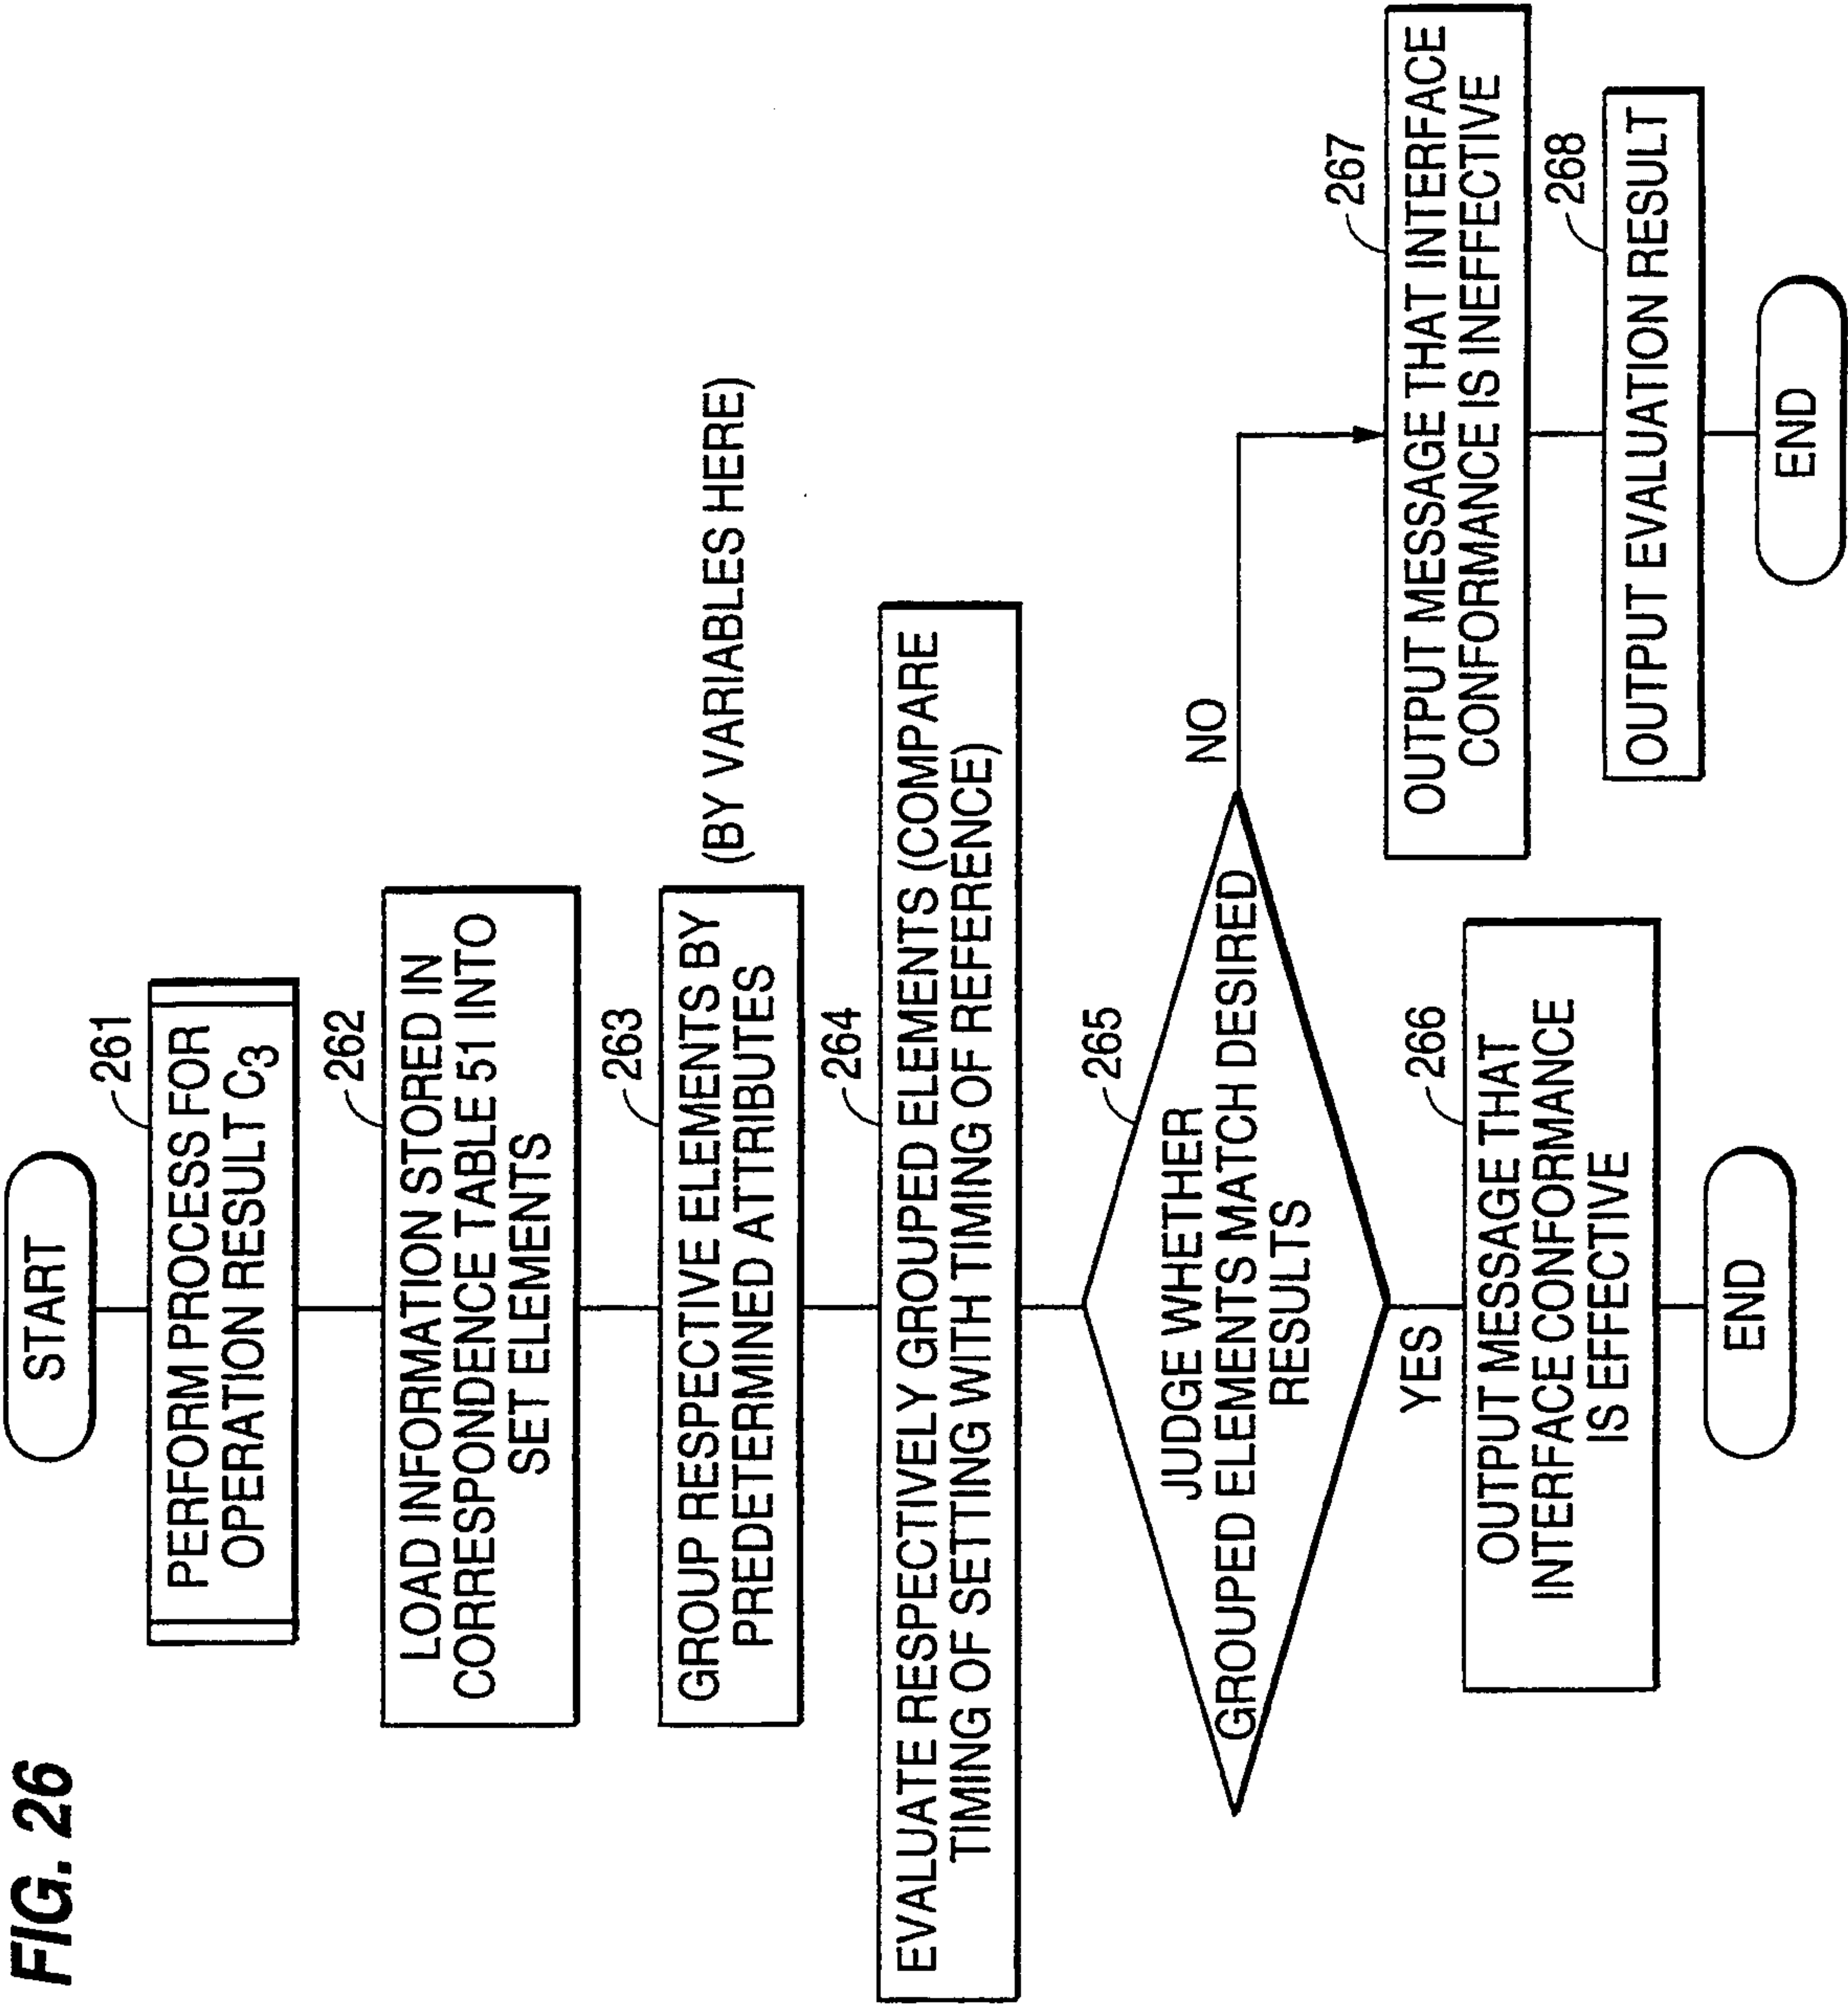 FIG. 26
START
261
PERFORM PROCESS FOR
OPERATION RESULT C3
262
LOAD INFORMATION STORED IN
CORRESPONDENCE TABLE 51 INTO
SET ELEMENTS
263
GROUP RESPECTIVE ELEMENTS BY
PREDETERMINED ATTRIBUTES
(BY VARIABLES HERE)
264
EVALUATE RESPECTIVELY GROUPED ELEMENTS (COMPARE
TIMING OF SETTING WITH TIMING OF REFERENCE)
265
JUDGE WHETHER
GROUPED ELEMENTS MATCH DESIRED
RESULTS
NO
YES
266
OUTPUT MESSAGE THAT
INTERFACE CONFORMANCE
IS EFFECTIVE
END
267
OUTPUT MESSAGE THAT INTERFACE
CONFORMANCE IS INEFFECTIVE
268
OUTPUT EVALUATION RESULT
END